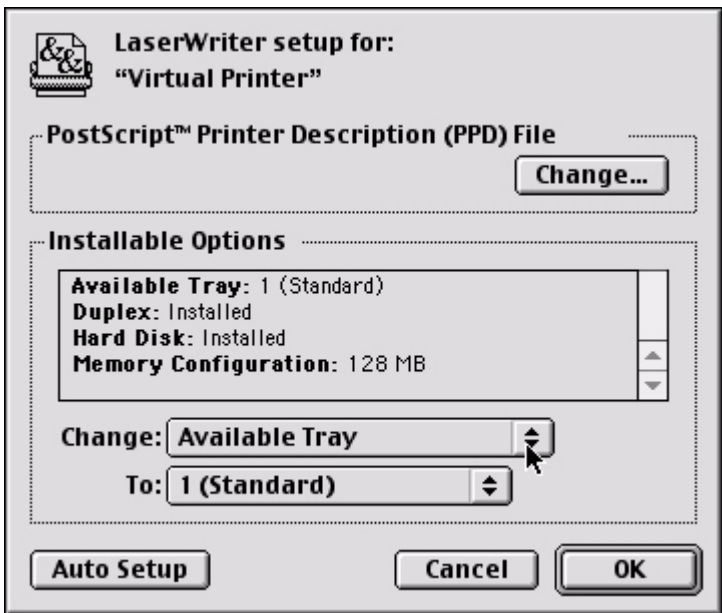 LaserWriter setup for:
“Virtual Printer”
PostScript™ Printer Description (PPD) File
Change...
Installable Options
Available Tray: 1 (Standard)
Duplex: Installed
Hard Disk: Installed
Memory Configuration: 128 MB
Change: Available Tray
To: 1 (Standard)
Auto Setup Cancel OK